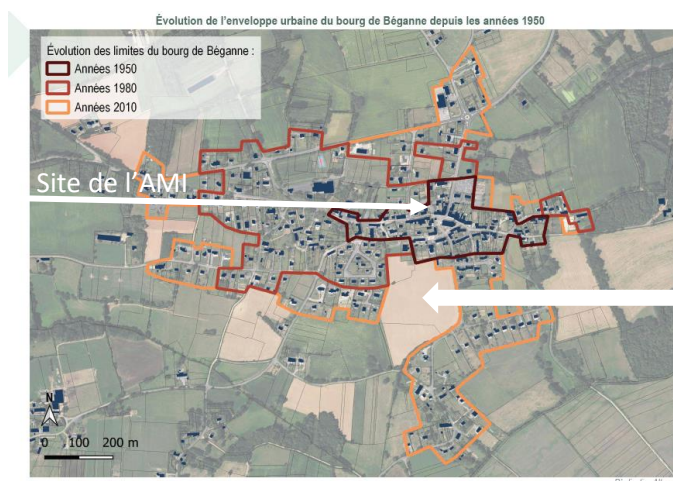 Évolution de l'enveloppe urbaine du bourg de Béganne depuis les années 1950
Évolution des limites du bourg de Béganne :
Années 1950
Années 1980
Années 2010
Site de l'AMI
N
0 100 200 m